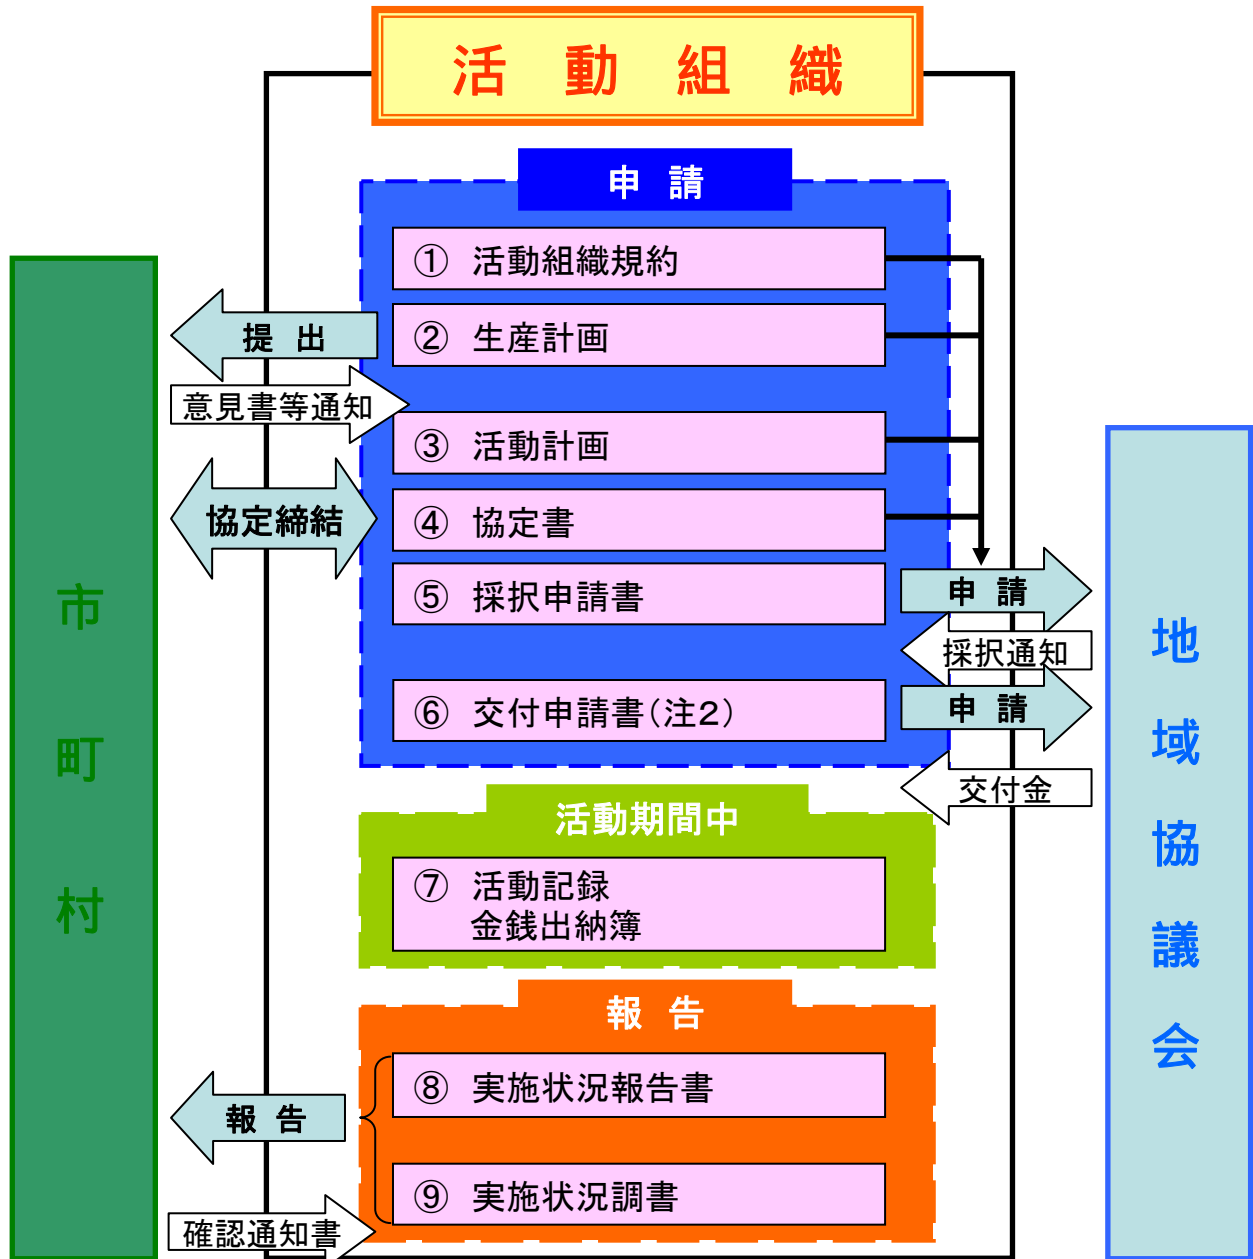 活動組織
申請
① 活動組織規約
提出
② 生産計画
意見書等通知
③ 活動計画
協定締結
④ 協定書
⑤ 採択申請書
申請
採択通知
⑥ 交付申請書（注２）
申請
交付金
活動期間中
⑦ 活動記録
金銭出納簿
報告
⑧ 実施状況報告書
報告
⑨ 実施状況調書
確認通知書
市町村
地域協議会